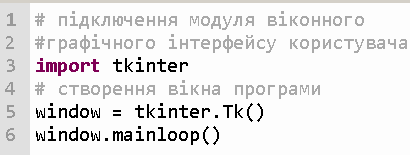 1 # підключення модуля віконного
2 #графічного інтерфейсу користувача
3 import tkinter
4 # створення вікна програми
5 window = tkinter.Tk()
6 window.mainloop()